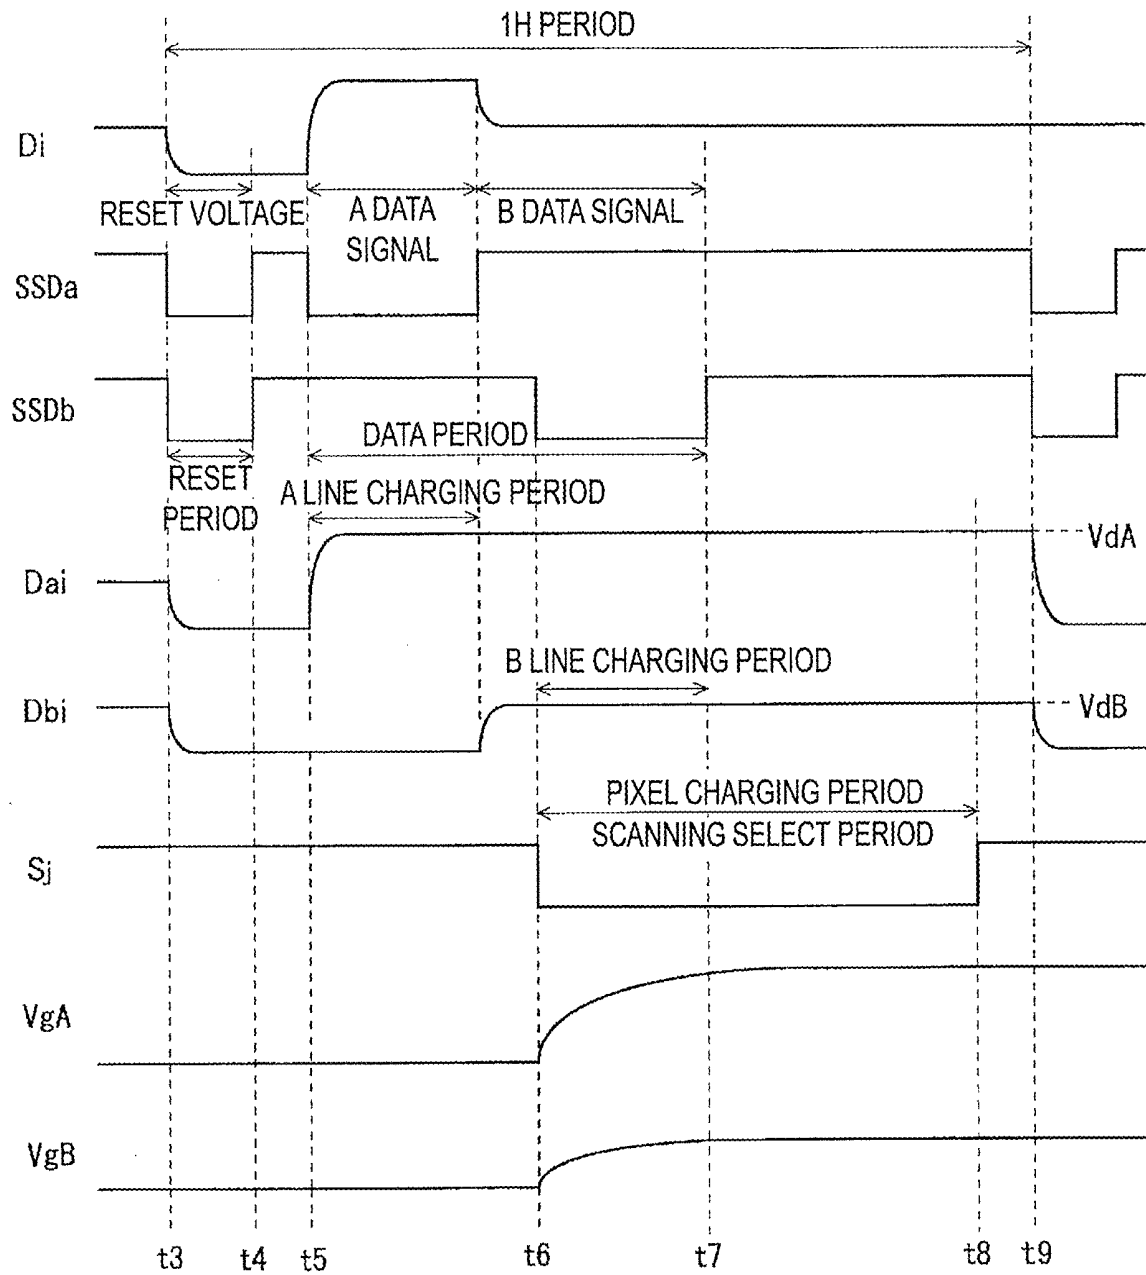 1H PERIOD
Di
RESET VOLTAGE
A DATA
SIGNAL
B DATA SIGNAL
SSDa
SSDb
DATA PERIOD
RESET
PERIOD
A LINE CHARGING PERIOD
VdA
Dai
B LINE CHARGING PERIOD
Dbi
VdB
PIXEL CHARGING PERIOD
SCANNING SELECT PERIOD
Sj
VgA
VgB
t3 t4 t5 t6 t7 t8 t9